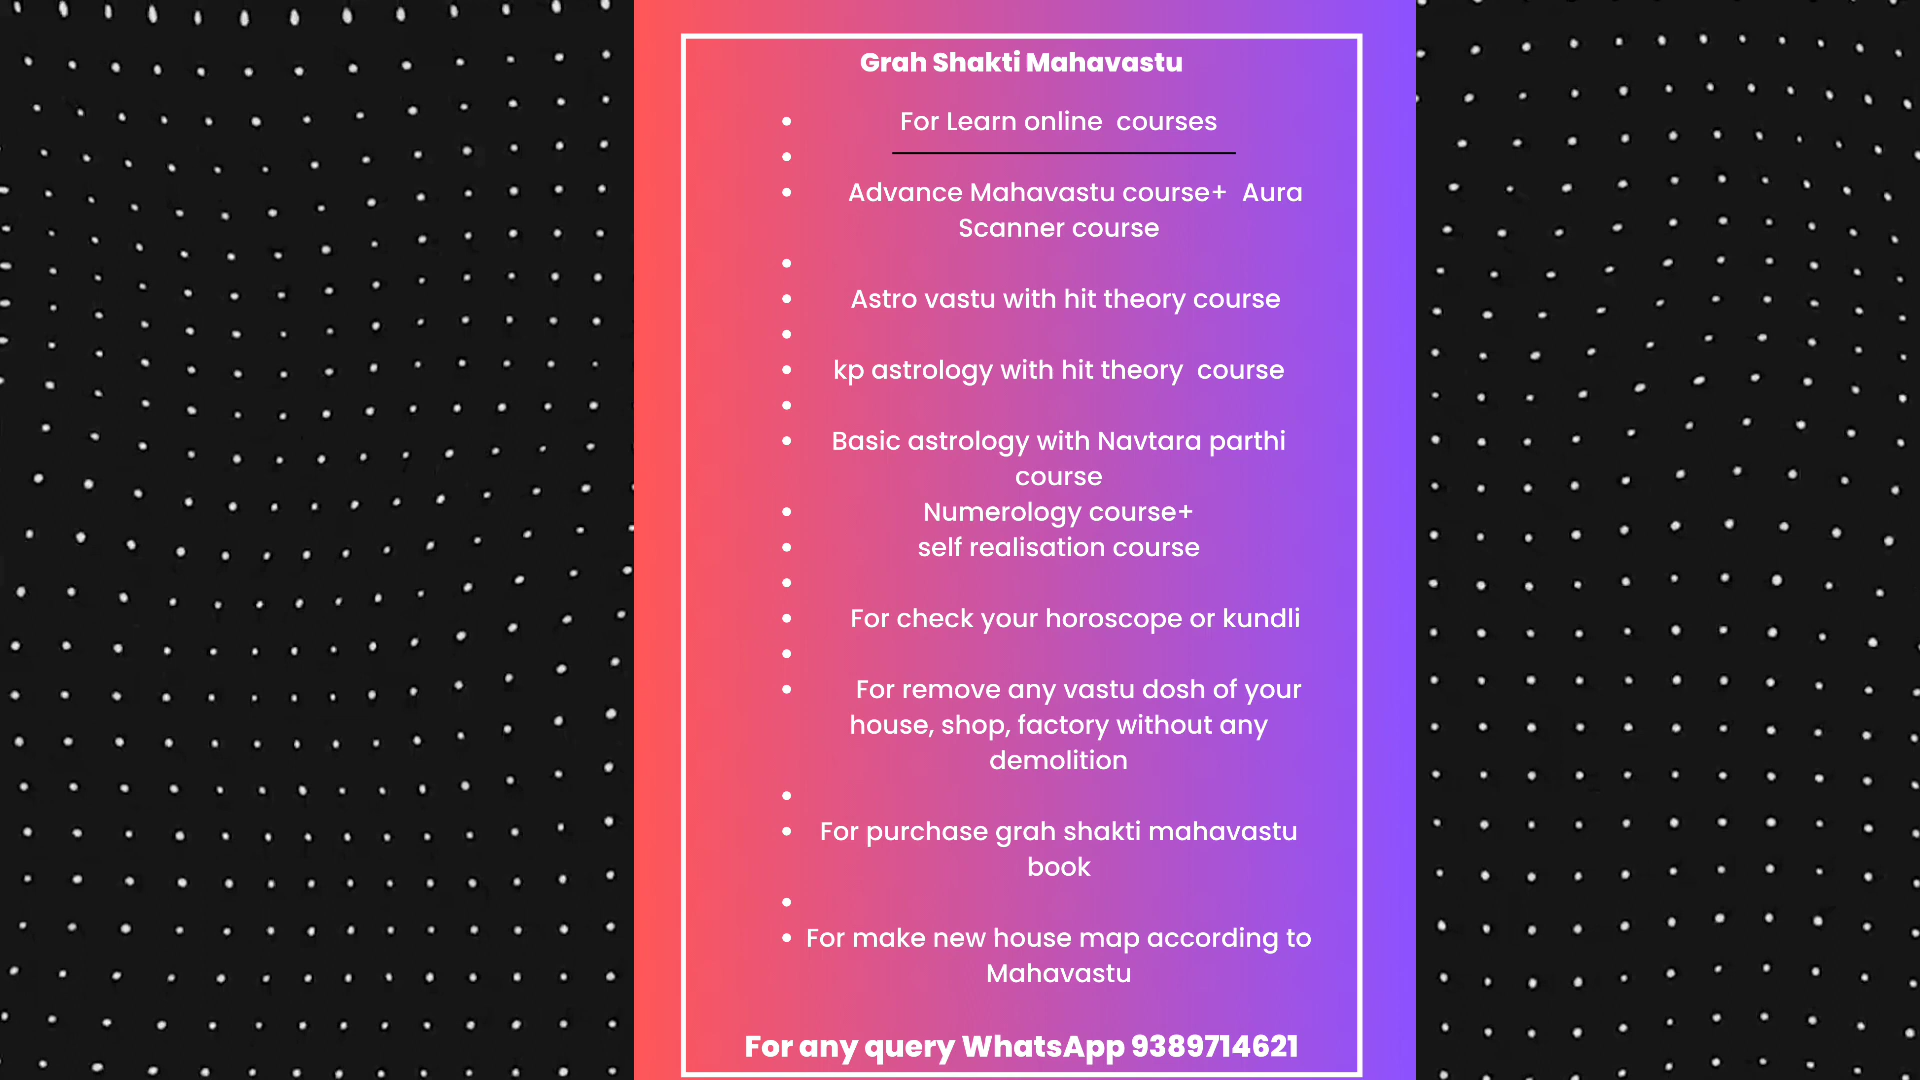 Grah Shakti Mahavastu
• For Learn online courses
•
• Advance Mahavastu course+ Aura
Scanner course
•
• Astro vastu with hit theory course
•
• kp astrology with hit theory course
•
• Basic astrology with Navtara parthi
course
• Numerology course+
• self realisation course
•
• For check your horoscope or kundli
•
• For remove any vastu dosh of your
house, shop, factory without any
demolition
•
• For purchase grah shakti mahavastu
book
•
• For make new house map according to
Mahavastu
For any query WhatsApp 9389714621